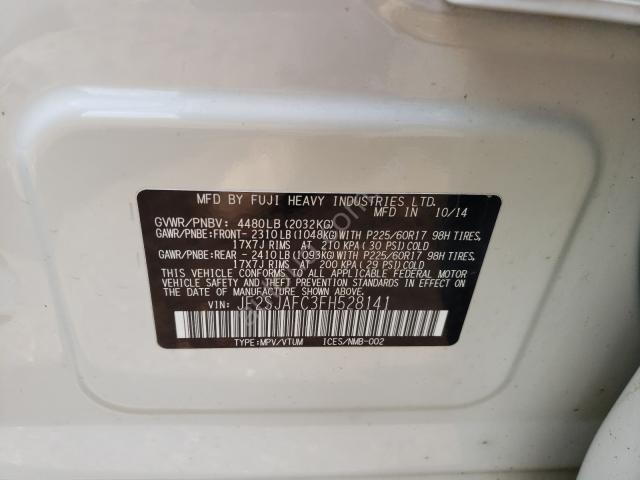 MFD BY FUJI HEAVY INDUSTRIES LTD.
MFD IN 10/14
GVWR/PNBV: 4480LB (2032KG)
GAWR/PNBE:FRONT- 2310LB (1048KG) WITH P225/60R17 98H TIRES,
17X7J RIMS AT 210 KPA (30 PSI) COLD
GAWR/PNBE:REAR - 2410LB (1093KG) WITH P225/60R17 98H TIRES,
17X7J RIMS AT 200 KPA (29 PSI) COLD
THIS VEHICLE CONFORMS TO ALL APPLICABLE FEDERAL MOTOR
VEHICLE SAFETY BUMPER, AND THEFT PREVENTION STANDARDS
IN EFFECT ON THE DATE OF MANUFACTURE SHOWN ABOVE.
VIN: JF2SJAFC3FH528141
TYPE:MPV/VTUM ICES/NMB-002